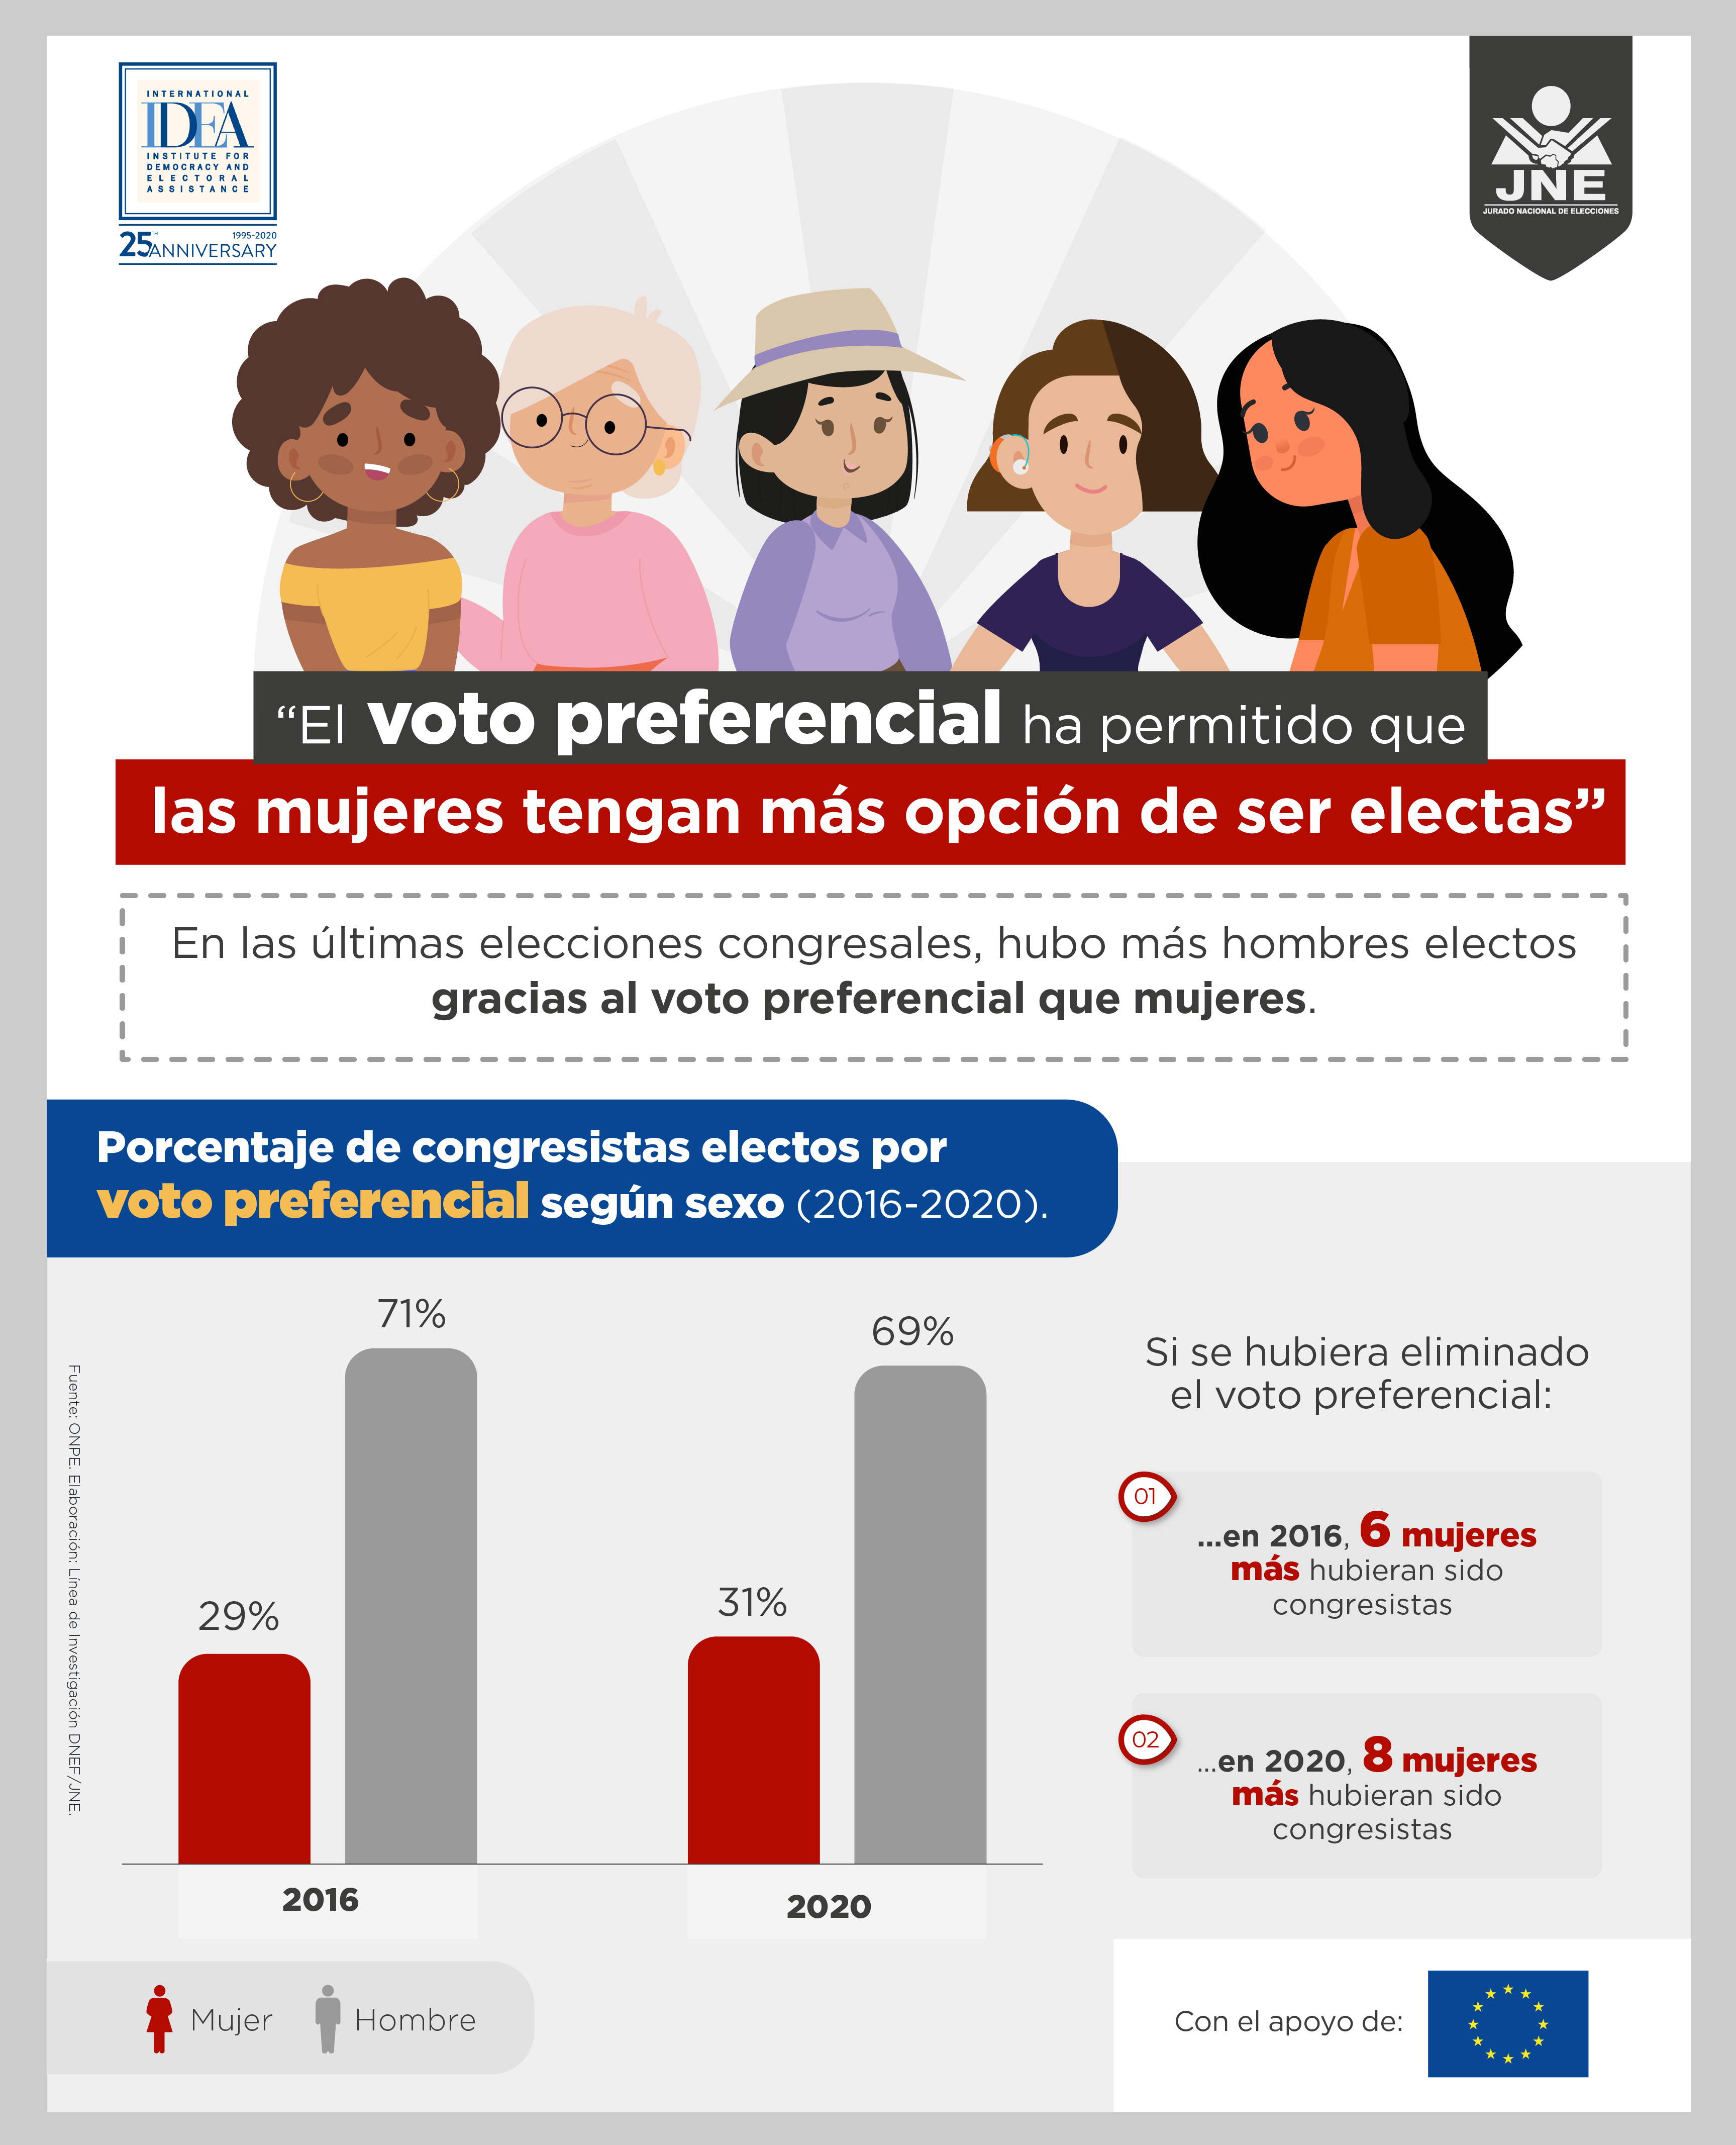 INTERNATIONAL
IDEA
INSTITUTE FOR
DEMOCRACY AND
ELECTORAL
ASSISTANCE
25TH ANNIVERSARY
1995-2020
JNE
JURADO NACIONAL DE ELECCIONES
“El voto preferencial ha permitido que
las mujeres tengan más opción de ser electas”
En las últimas elecciones congresales, hubo más hombres electos
gracias al voto preferencial que mujeres.
Porcentaje de congresistas electos por
voto preferencial según sexo (2016-2020).
Fuente: ONPE. Elaboración: Línea de Investigación DNEF/JNE.
29%
71%
31%
69%
2016
2020
Mujer
Hombre
Si se hubiera eliminado
el voto preferencial:
01
...en 2016, 6 mujeres
más hubieran sido
congresistas
02
...en 2020, 8 mujeres
más hubieran sido
congresistas
Con el apoyo de: